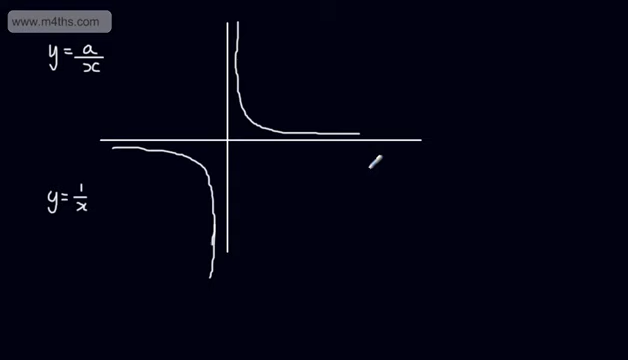 www.m4ths.com
y = a/x
y = 1/x